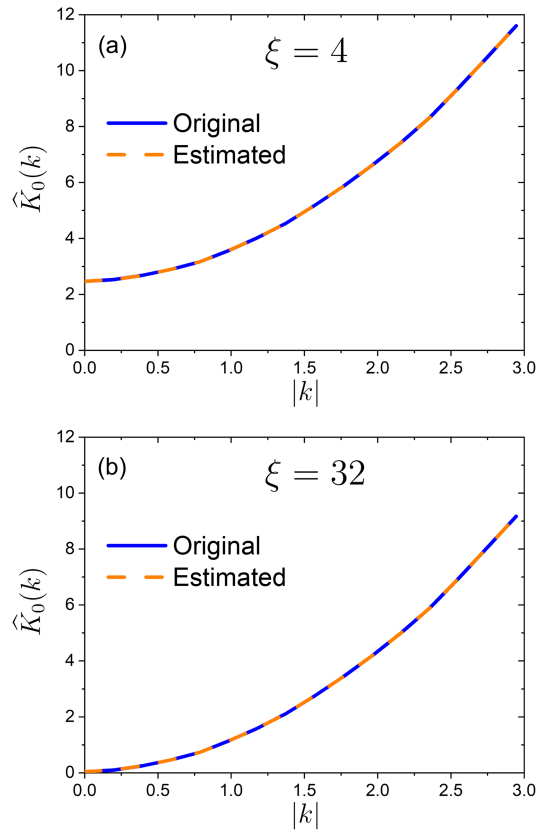 (a)
ξ = 4
Original
Estimated
K̂₀(k)
12
10
8
6
4
2
0
0.0 0.5 1.0 1.5 2.0 2.5 3.0
|k|
(b)
ξ = 32
Original
Estimated
K̂₀(k)
12
10
8
6
4
2
0
0.0 0.5 1.0 1.5 2.0 2.5 3.0
|k|